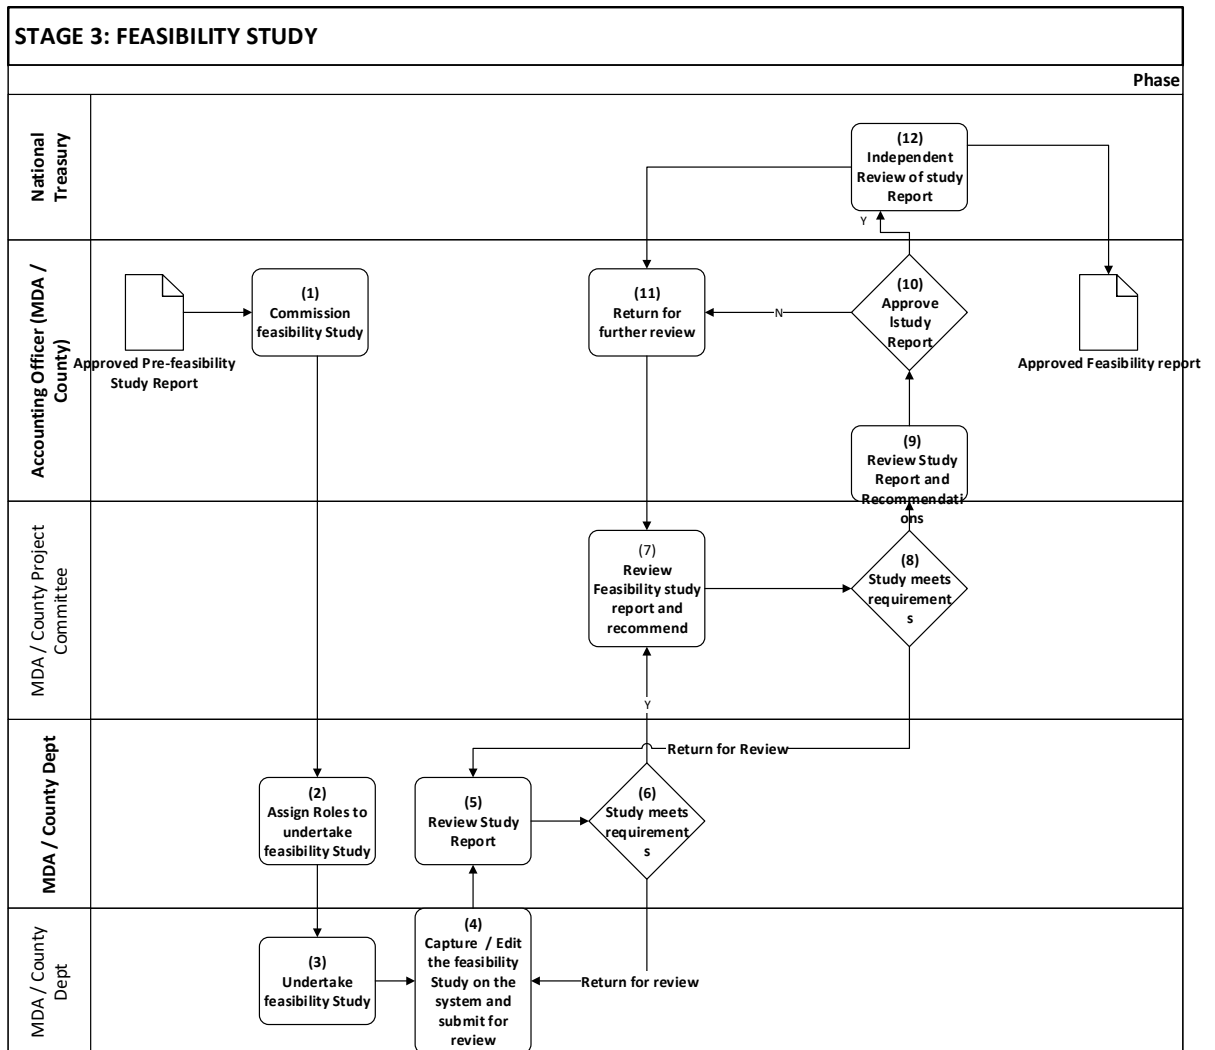 STAGE 3: FEASIBILITY STUDY
Phase
National
Treasury
(12)
Independent
Review of study
Report
Y
Accounting Officer (MDA /
County)
Approved Pre-feasibility
Study Report
(1)
Commission
feasibility Study
(11)
Return for
further review
N
(10)
Approve
lstudy
Report
Approved Feasibility report
(9)
Review Study
Report and
Recommendati
ons
MDA / County Project
Committee
(7)
Review
Feasibility study
report and
recommend
(8)
Study meets
requirement
s
Y
MDA / County Dept
Return for Review
(2)
Assign Roles to
undertake
feasibility Study
(5)
Review Study
Report
(6)
Study meets
requirement
s
MDA / County
Dept
(3)
Undertake
feasibility Study
(4)
Capture / Edit
the feasibility
Study on the
system and
submit for
review
Return for review